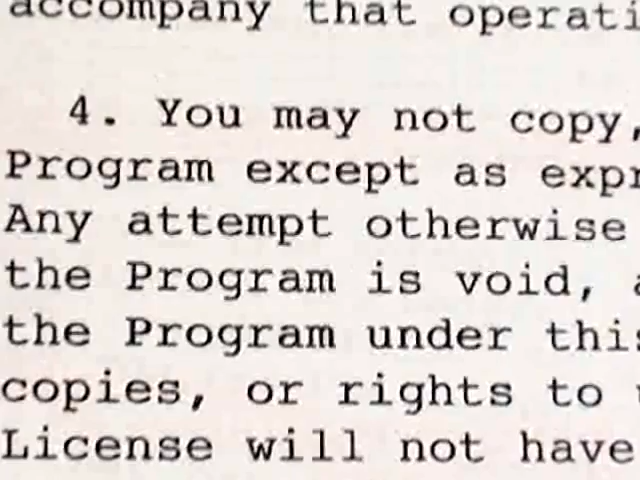 accompany that operati
4. You may not copy,
Program except as expr
Any attempt otherwise
the Program is void, a
the Program under this
copies, or rights to
License will not have